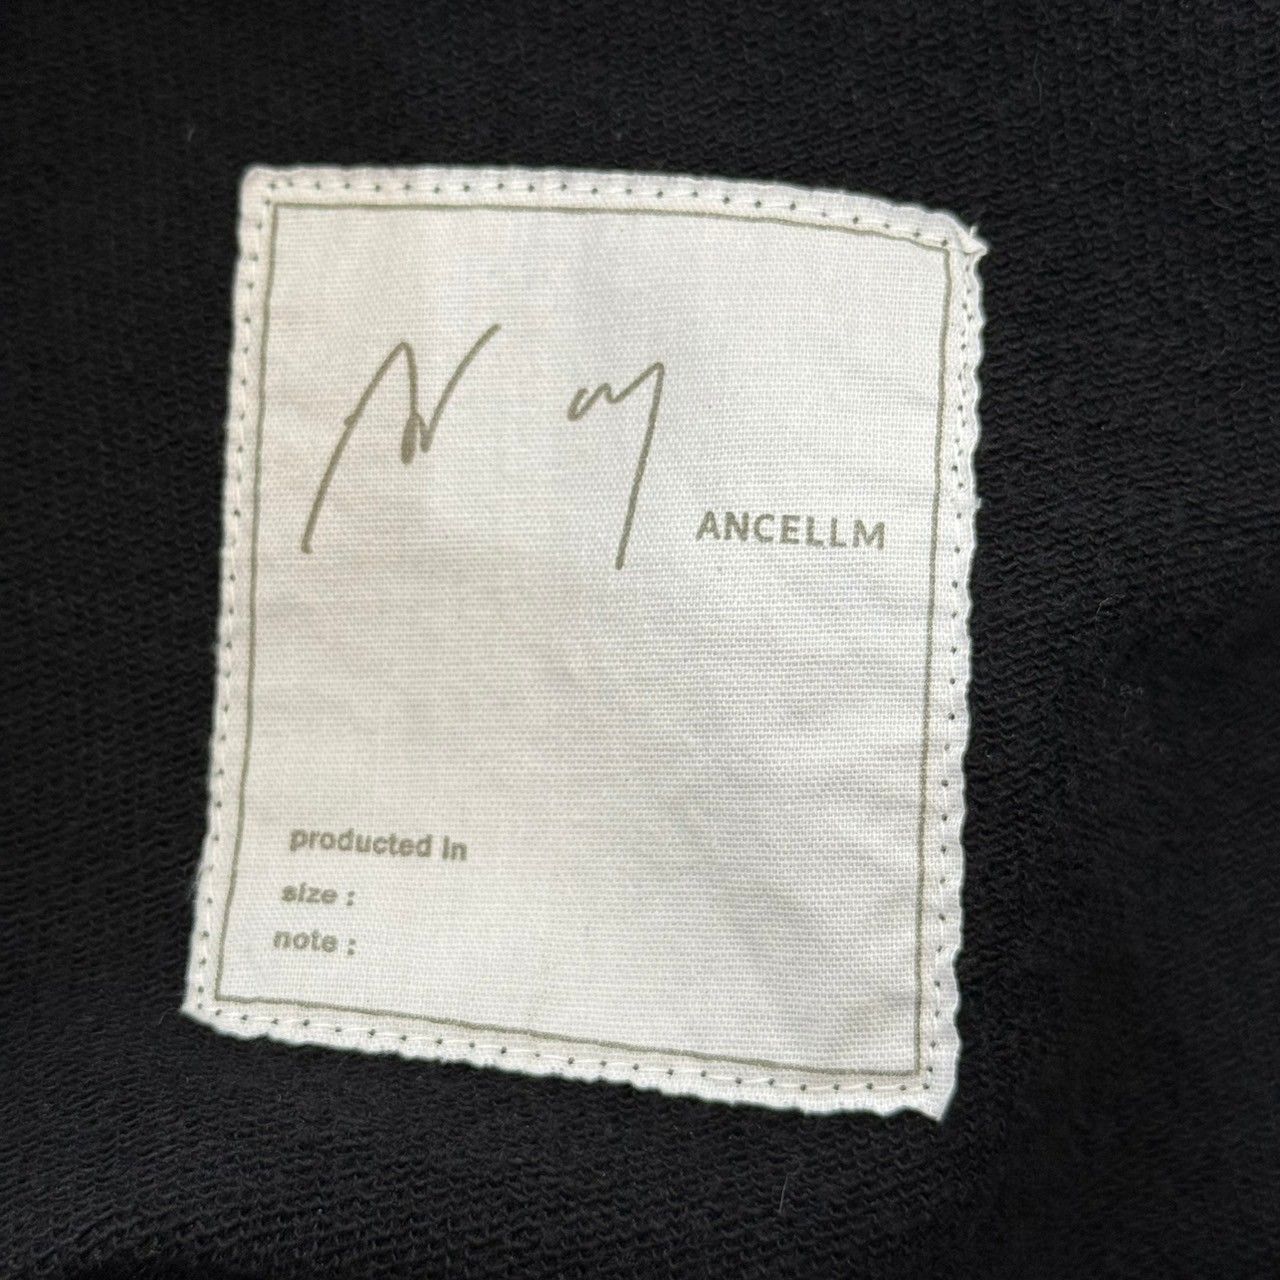 ANCELLM
producted in
size :
note :